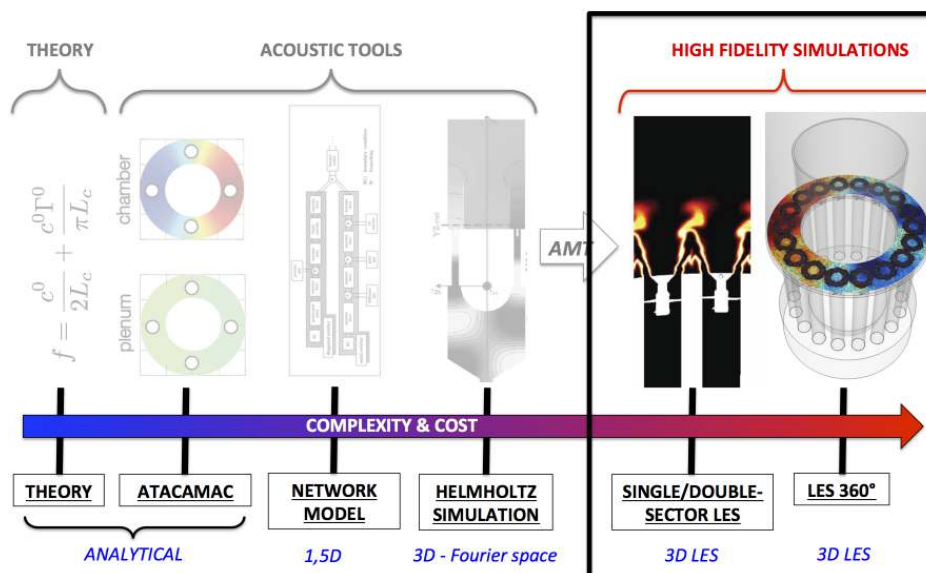 THEORY
ACOUSTIC TOOLS
HIGH FIDELITY SIMULATIONS
f = c⁰/2L_c + c⁰Γ⁰/πL_c
chamber
plenum
AMT
COMPLEXITY & COST
THEORY
ATACAMAC
NETWORK
MODEL
HELMHOLTZ
SIMULATION
SINGLE/DOUBLE-
SECTOR LES
LES 360°
ANALYTICAL
1,5D
3D - Fourier space
3D LES
3D LES